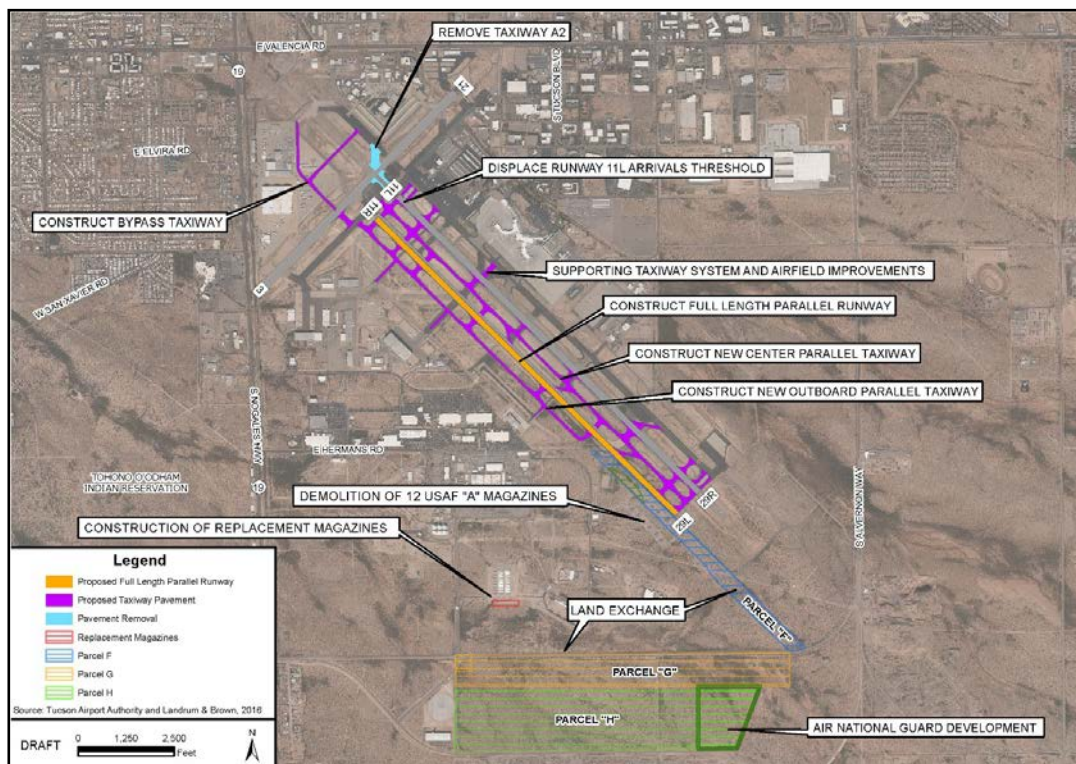 REMOVE TAXIWAY A2
E VALENCIA RD
19
S TUCSON BLVD
21
E ELVIRA RD
DISPLACE RUNWAY 11L ARRIVALS THRESHOLD
11L
11R
CONSTRUCT BYPASS TAXIWAY
SUPPORTING TAXIWAY SYSTEM AND AIRFIELD IMPROVEMENTS
3
W SAN XAVIER RD
CONSTRUCT FULL LENGTH PARALLEL RUNWAY
CONSTRUCT NEW CENTER PARALLEL TAXIWAY
CONSTRUCT NEW OUTBOARD PARALLEL TAXIWAY
S NOGALES HWY
E HERMANS RD
TOHONO O'ODHAM
INDIAN RESERVATION
19
S ALVERNON WAY
29R
29L
DEMOLITION OF 12 USAF "A" MAGAZINES
CONSTRUCTION OF REPLACEMENT MAGAZINES
LAND EXCHANGE
PARCEL "F"
PARCEL "G"
PARCEL "H"
AIR NATIONAL GUARD DEVELOPMENT
Legend
Proposed Full Length Parallel Runway
Proposed Taxiway Pavement
Pavement Removal
Replacement Magazines
Parcel F
Parcel G
Parcel H
Source: Tucson Airport Authority and Landrum & Brown, 2016
DRAFT
0 1,250 2,500
Feet
N